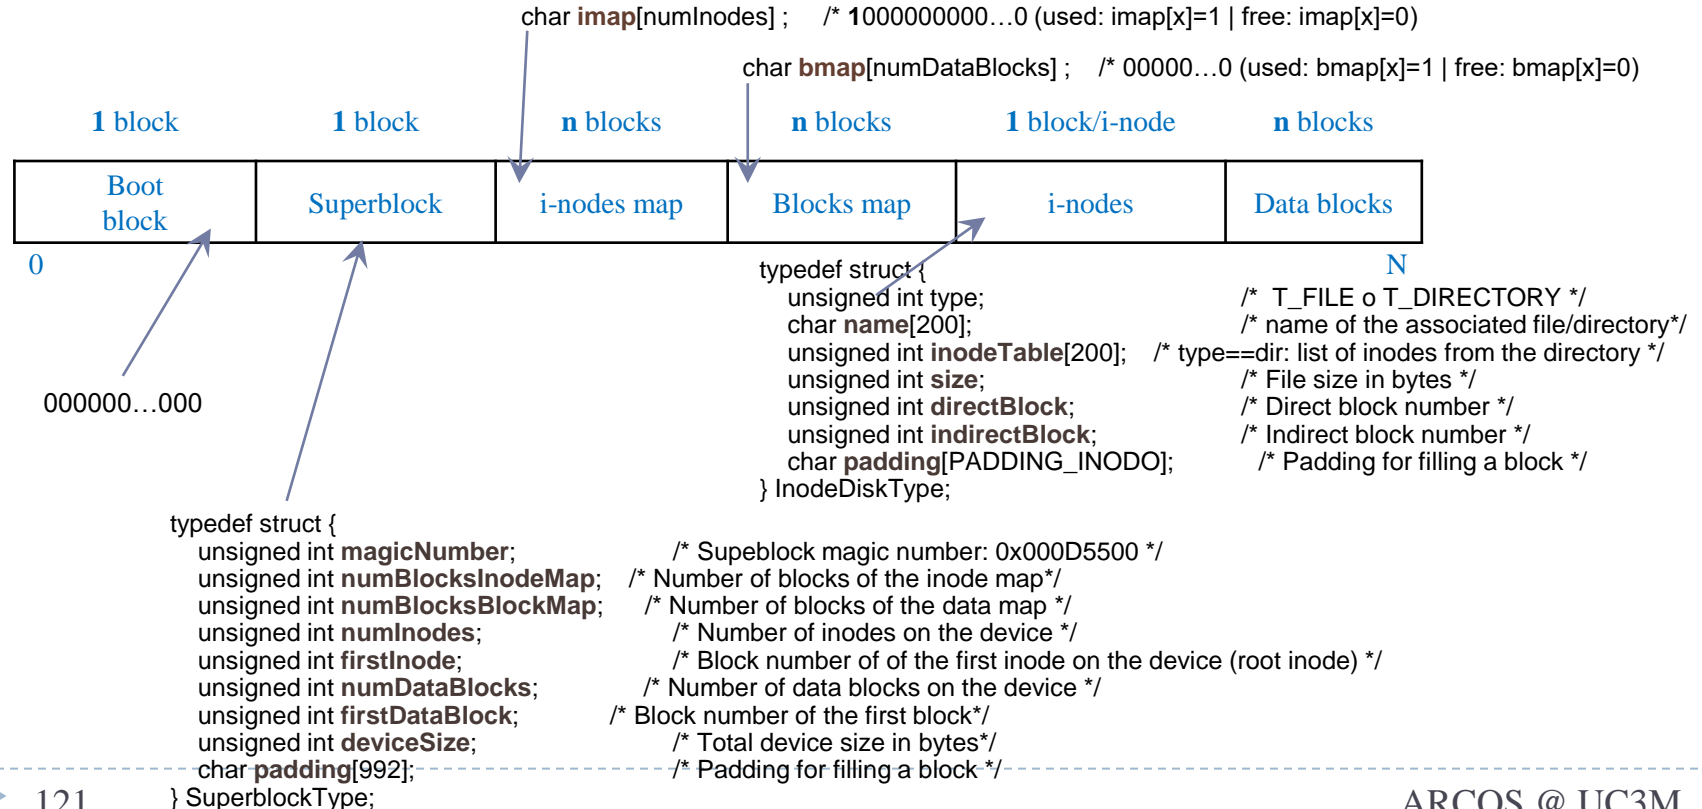 char imap[numInodes] ; /* 1000000000…0 (used: imap[x]=1 | free: imap[x]=0)
char bmap[numDataBlocks] ; /* 00000…0 (used: bmap[x]=1 | free: bmap[x]=0)
1 block 1 block n blocks n blocks 1 block/i-node n blocks
Boot
block
Superblock
i-nodes map
Blocks map
i-nodes
Data blocks
0
N
000000…000
typedef struct {
unsigned int type; /* T_FILE o T_DIRECTORY */
char name[200]; /* name of the associated file/directory*/
unsigned int inodeTable[200]; /* type==dir: list of inodes from the directory */
unsigned int size; /* File size in bytes */
unsigned int directBlock; /* Direct block number */
unsigned int indirectBlock; /* Indirect block number */
char padding[PADDING_INODO]; /* Padding for filling a block */
} InodeDiskType;
typedef struct {
unsigned int magicNumber; /* Supeblock magic number: 0x000D5500 */
unsigned int numBlocksInodeMap; /* Number of blocks of the inode map*/
unsigned int numBlocksBlockMap; /* Number of blocks of the data map */
unsigned int numInodes; /* Number of inodes on the device */
unsigned int firstInode; /* Block number of of the first inode on the device (root inode) */
unsigned int numDataBlocks; /* Number of data blocks on the device */
unsigned int firstDataBlock; /* Block number of the first block*/
unsigned int deviceSize; /* Total device size in bytes*/
char padding[992]; /* Padding for filling a block */
} SuperblockType;
121
ARCOS @ UC3M